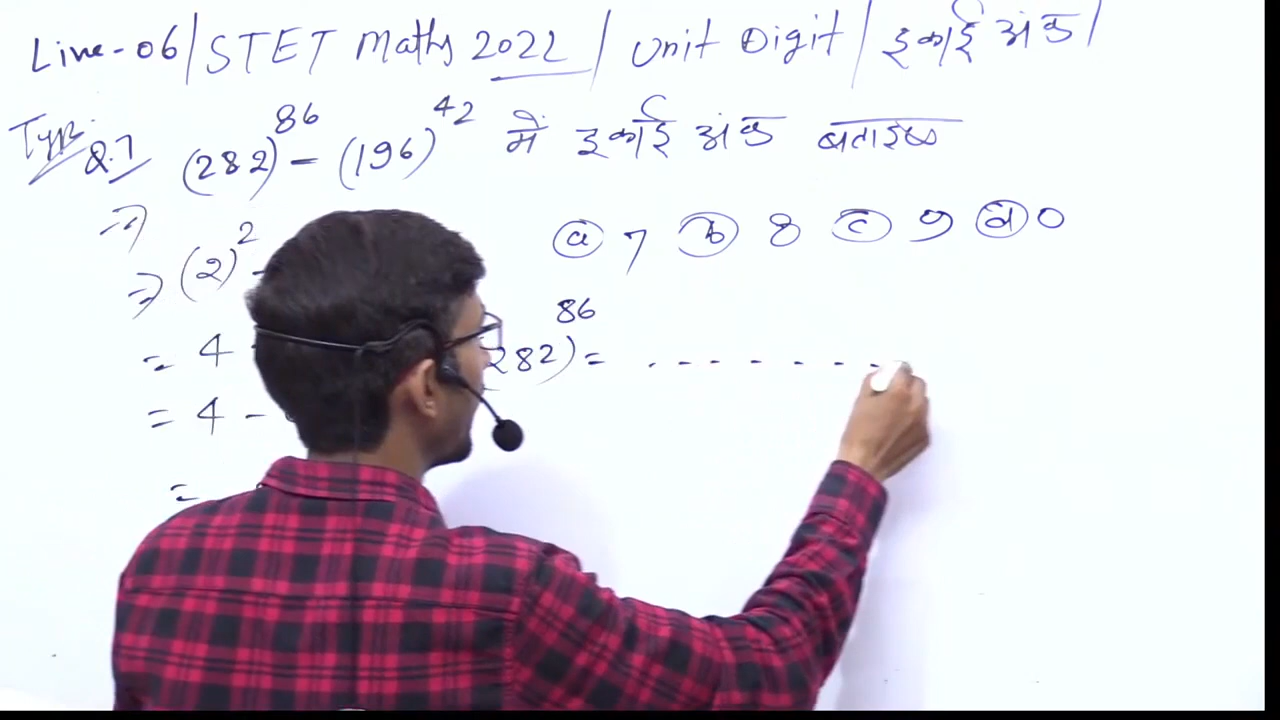 Live-06/STET Maths 2022/Unit Digit/इकाई अंक/
Type:
Q.7 (282)^86 - (196)^42 में इकाई अंक बताइए
(a) 7 (b) 8 (c) 9 (d) 0
⇒
⇒ (2)^2 -
= 4
282)^86 = . - - - - - -
= 4 -
=